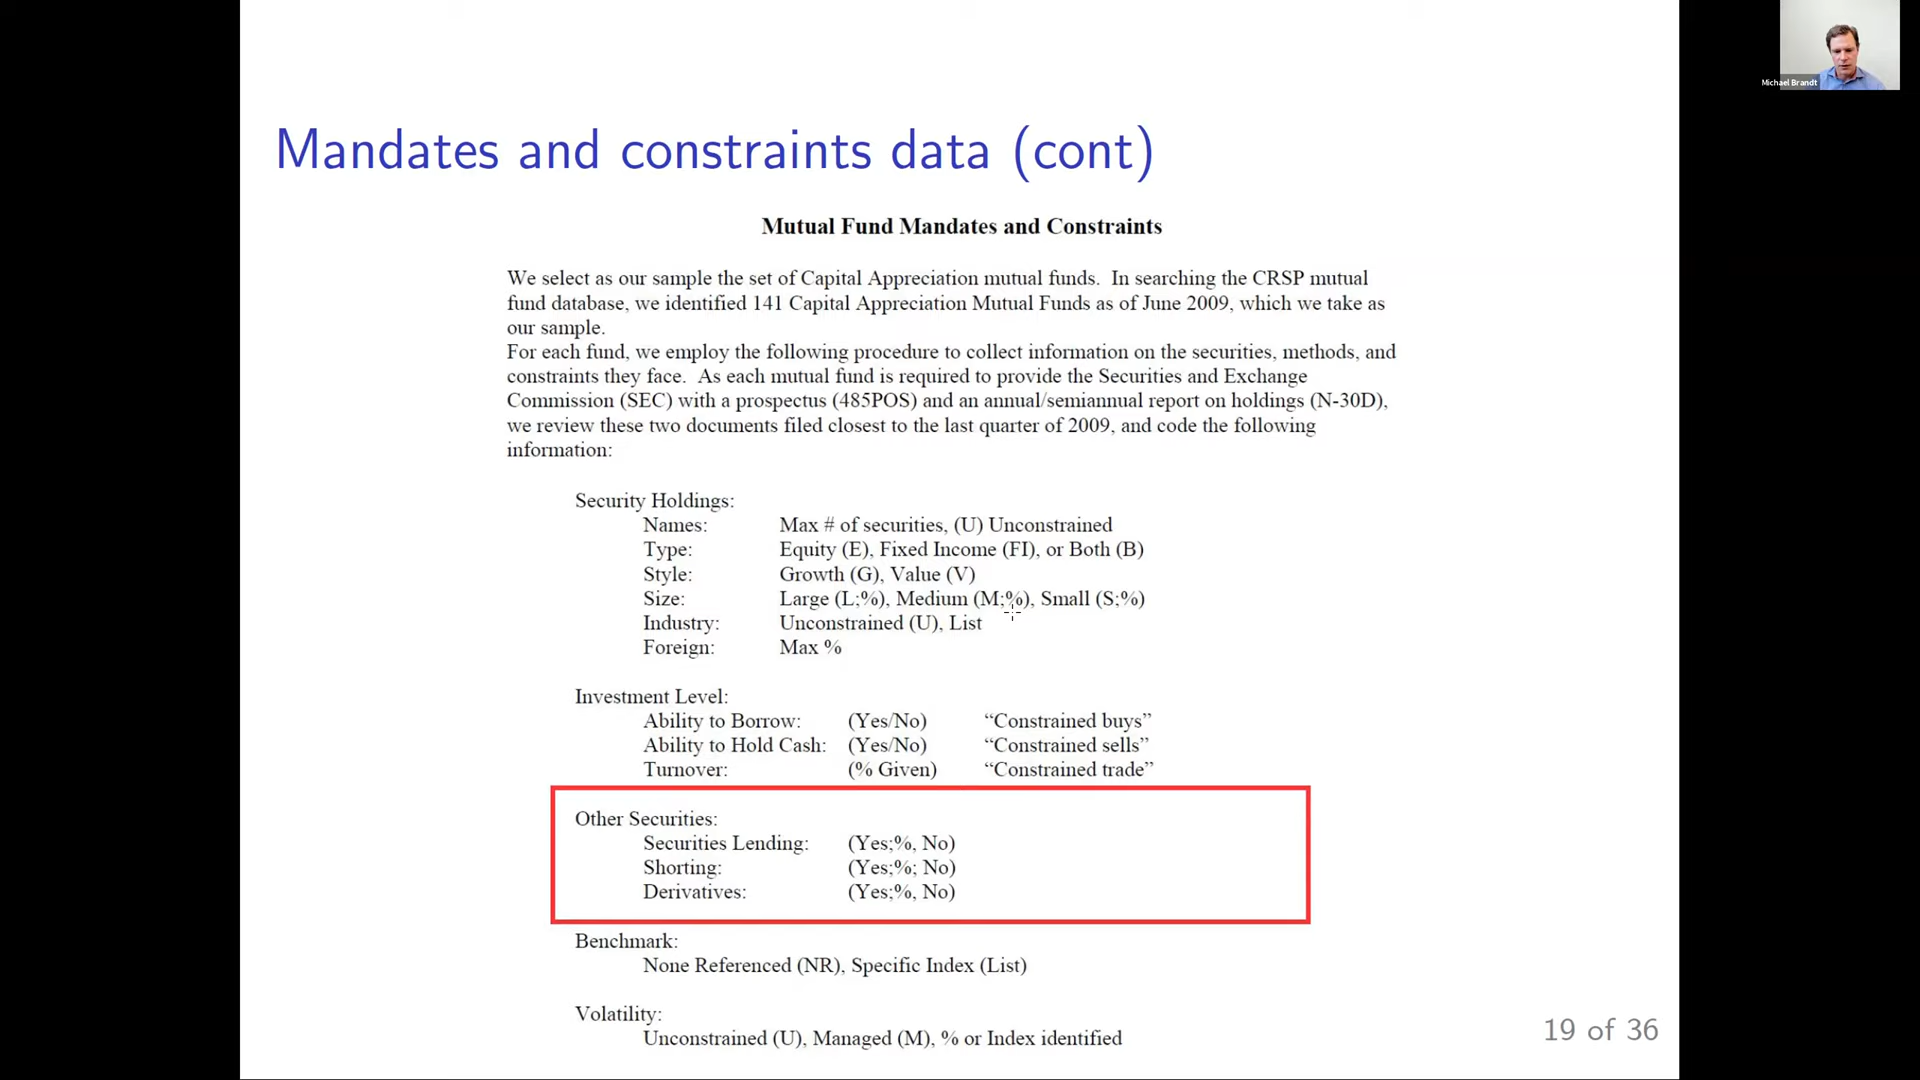 Michael Brandt
Mandates and constraints data (cont)
Mutual Fund Mandates and Constraints
We select as our sample the set of Capital Appreciation mutual funds.  In searching the CRSP mutual
fund database, we identified 141 Capital Appreciation Mutual Funds as of June 2009, which we take as
our sample.
For each fund, we employ the following procedure to collect information on the securities, methods, and
constraints they face.  As each mutual fund is required to provide the Securities and Exchange
Commission (SEC) with a prospectus (485POS) and an annual/semiannual report on holdings (N-30D),
we review these two documents filed closest to the last quarter of 2009, and code the following
information:
Security Holdings:
Names: Max # of securities, (U) Unconstrained
Type: Equity (E), Fixed Income (FI), or Both (B)
Style: Growth (G), Value (V)
Size: Large (L;%), Medium (M;%), Small (S;%)
Industry: Unconstrained (U), List
Foreign: Max %
Investment Level:
Ability to Borrow: (Yes/No) “Constrained buys”
Ability to Hold Cash: (Yes/No) “Constrained sells”
Turnover: (% Given) “Constrained trade”
Other Securities:
Securities Lending: (Yes;%, No)
Shorting: (Yes;%; No)
Derivatives: (Yes;%, No)
Benchmark:
None Referenced (NR), Specific Index (List)
Volatility:
Unconstrained (U), Managed (M), % or Index identified
19 of 36